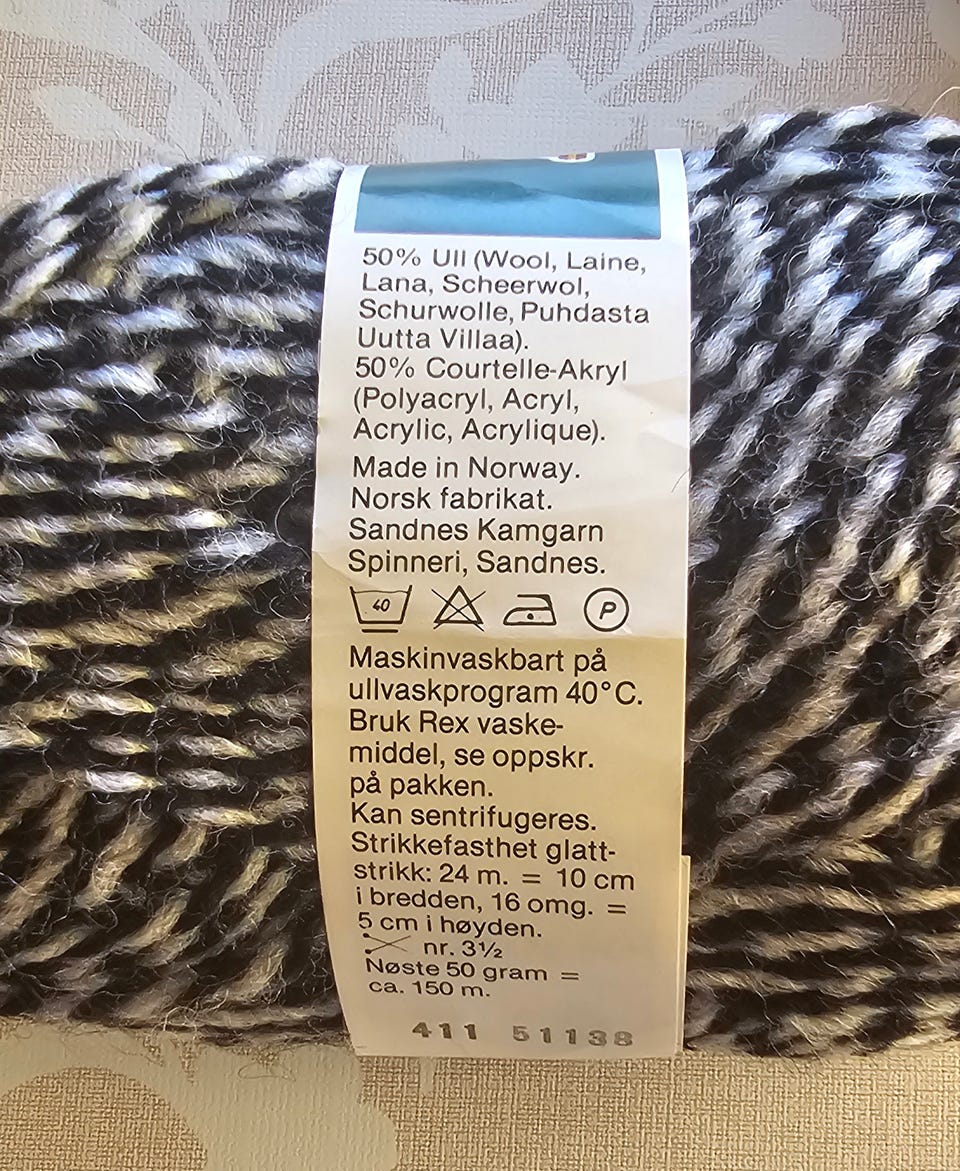 50% Ull (Wool, Laine,
Lana, Scheerwol,
Schurwolle, Puhdasta
Uutta Villaa).
50% Courtelle-Akryl
(Polyacryl, Acryl,
Acrylic, Acrylique).
Made in Norway.
Norsk fabrikat.
Sandnes Kamgarn
Spinneri, Sandnes.
40 P
Maskinvaskbart på
ullvaskprogram 40°C.
Bruk Rex vaske-
middel, se oppskr.
på pakken.
Kan sentrifugeres.
Strikkefasthet glatt-
strikk: 24 m. = 10 cm
i bredden, 16 omg. =
5 cm i høyden.
nr. 3½
Nøste 50 gram =
ca. 150 m.
411 51138